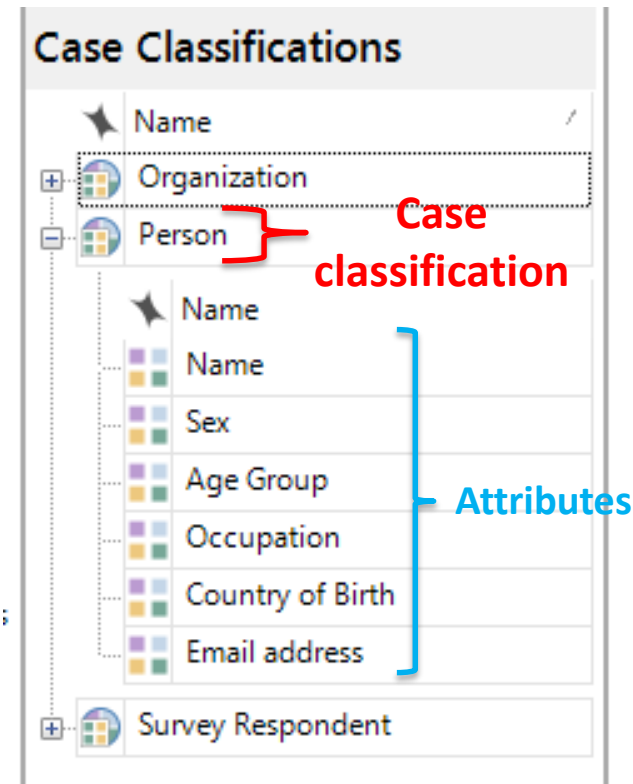 Case Classifications
Name
Organization
Person
Case
classification
Name
Name
Sex
Age Group
Occupation
Attributes
Country of Birth
Email address
Survey Respondent